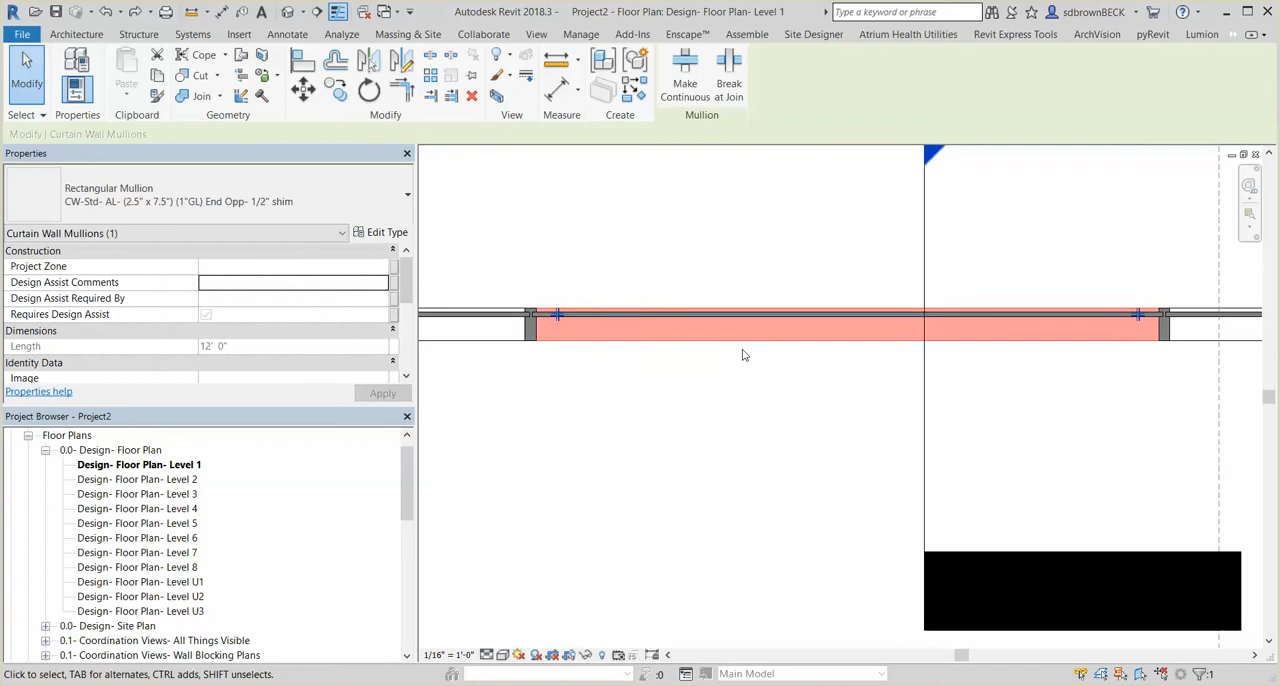 Autodesk Revit 2018.3 - Project2 - Floor Plan: Design- Floor Plan- Level 1
Type a keyword or phrase
sdbrownBECK
File Architecture Structure Systems Insert Annotate Analyze Massing & Site Collaborate View Manage Add-Ins Enscape™ Assemble Site Designer Atrium Health Utilities Revit Express Tools ArchVision pyRevit Lumion
Modify
Paste
Cope
Cut
Join
Make
Continuous
Break
at Join
Select Properties Clipboard Geometry Modify View Measure Create Mullion
Modify | Curtain Wall Mullions
Properties
Rectangular Mullion
CW-Std- AL- (2.5" x 7.5") (1"GL) End Opp- 1/2" shim
Curtain Wall Mullions (1) Edit Type
Construction
Project Zone
Design Assist Comments
Design Assist Required By
Requires Design Assist
Dimensions
Length 12' 0"
Identity Data
Image
Properties help Apply
Project Browser - Project2
Floor Plans
0.0- Design- Floor Plan
Design- Floor Plan- Level 1
Design- Floor Plan- Level 2
Design- Floor Plan- Level 3
Design- Floor Plan- Level 4
Design- Floor Plan- Level 5
Design- Floor Plan- Level 6
Design- Floor Plan- Level 7
Design- Floor Plan- Level 8
Design- Floor Plan- Level U1
Design- Floor Plan- Level U2
Design- Floor Plan- Level U3
0.0- Design- Site Plan
0.1- Coordination Views- All Things Visible
0.1- Coordination Views- Wall Blocking Plans
1/16" = 1'-0"
Click to select, TAB for alternates, CTRL adds, SHIFT unselects. :0 Main Model :1